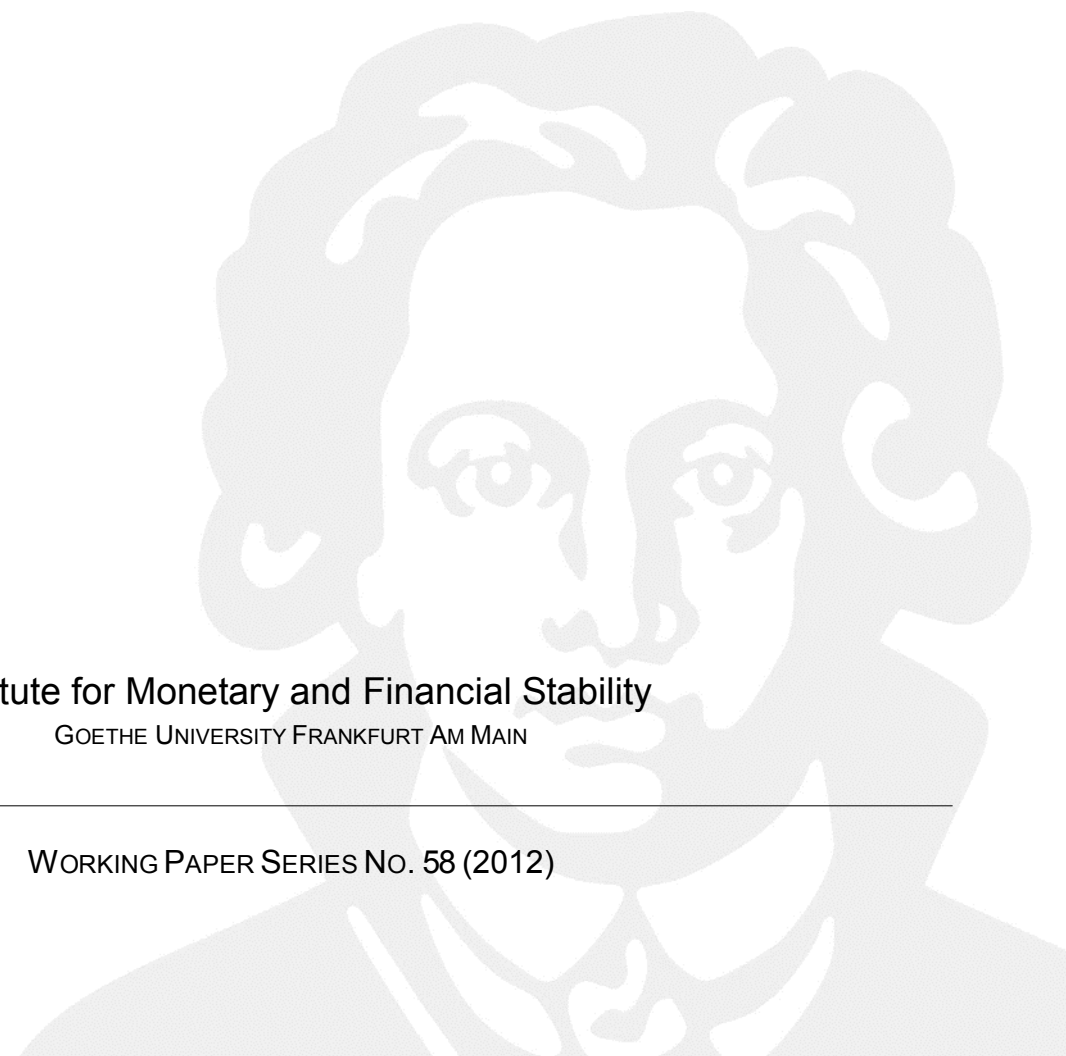 tute for Monetary and Financial Stability
GOETHE UNIVERSITY FRANKFURT AM MAIN
WORKING PAPER SERIES NO. 58 (2012)